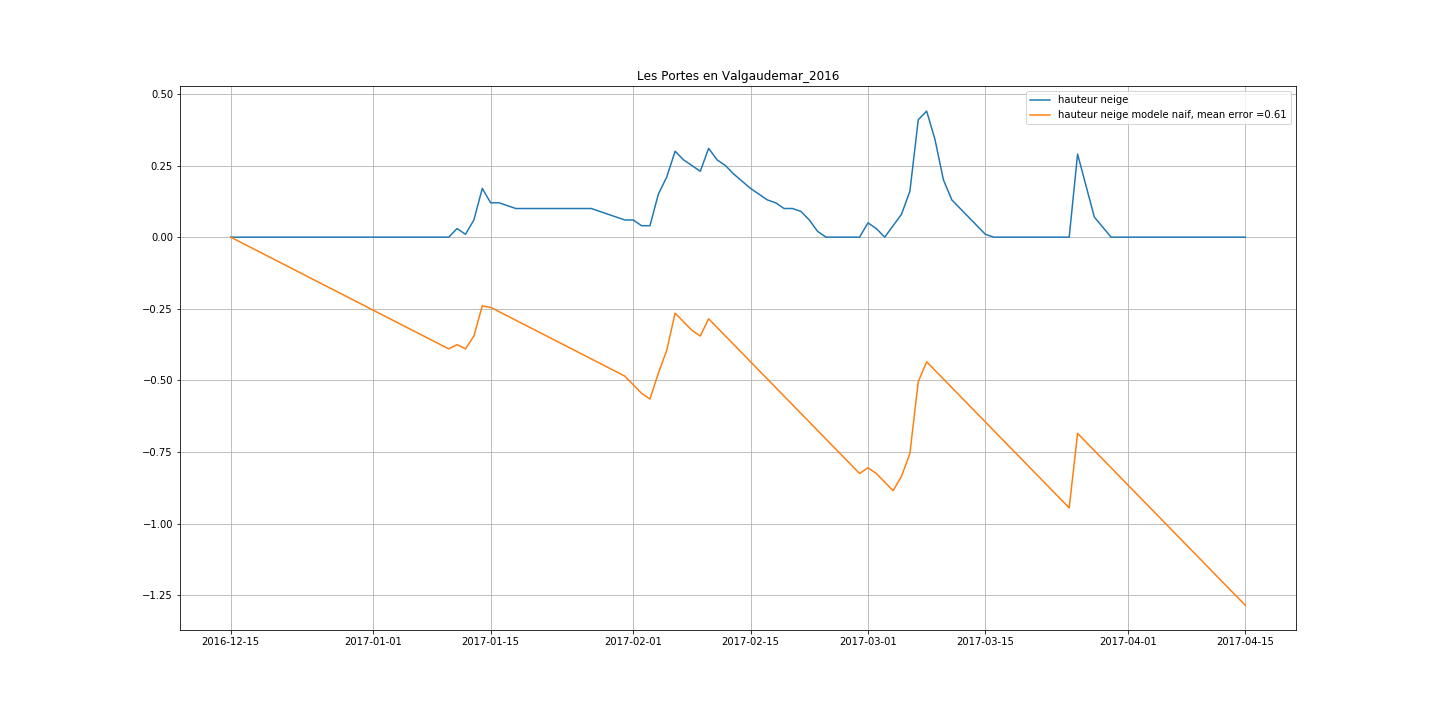 Les Portes en Valgaudemar_2016
hauteur neige
hauteur neige modele naif, mean error =0.61
0.50
0.25
0.00
−0.25
−0.50
−0.75
−1.00
−1.25
2016-12-15 2017-01-01 2017-01-15 2017-02-01 2017-02-15 2017-03-01 2017-03-15 2017-04-01 2017-04-15